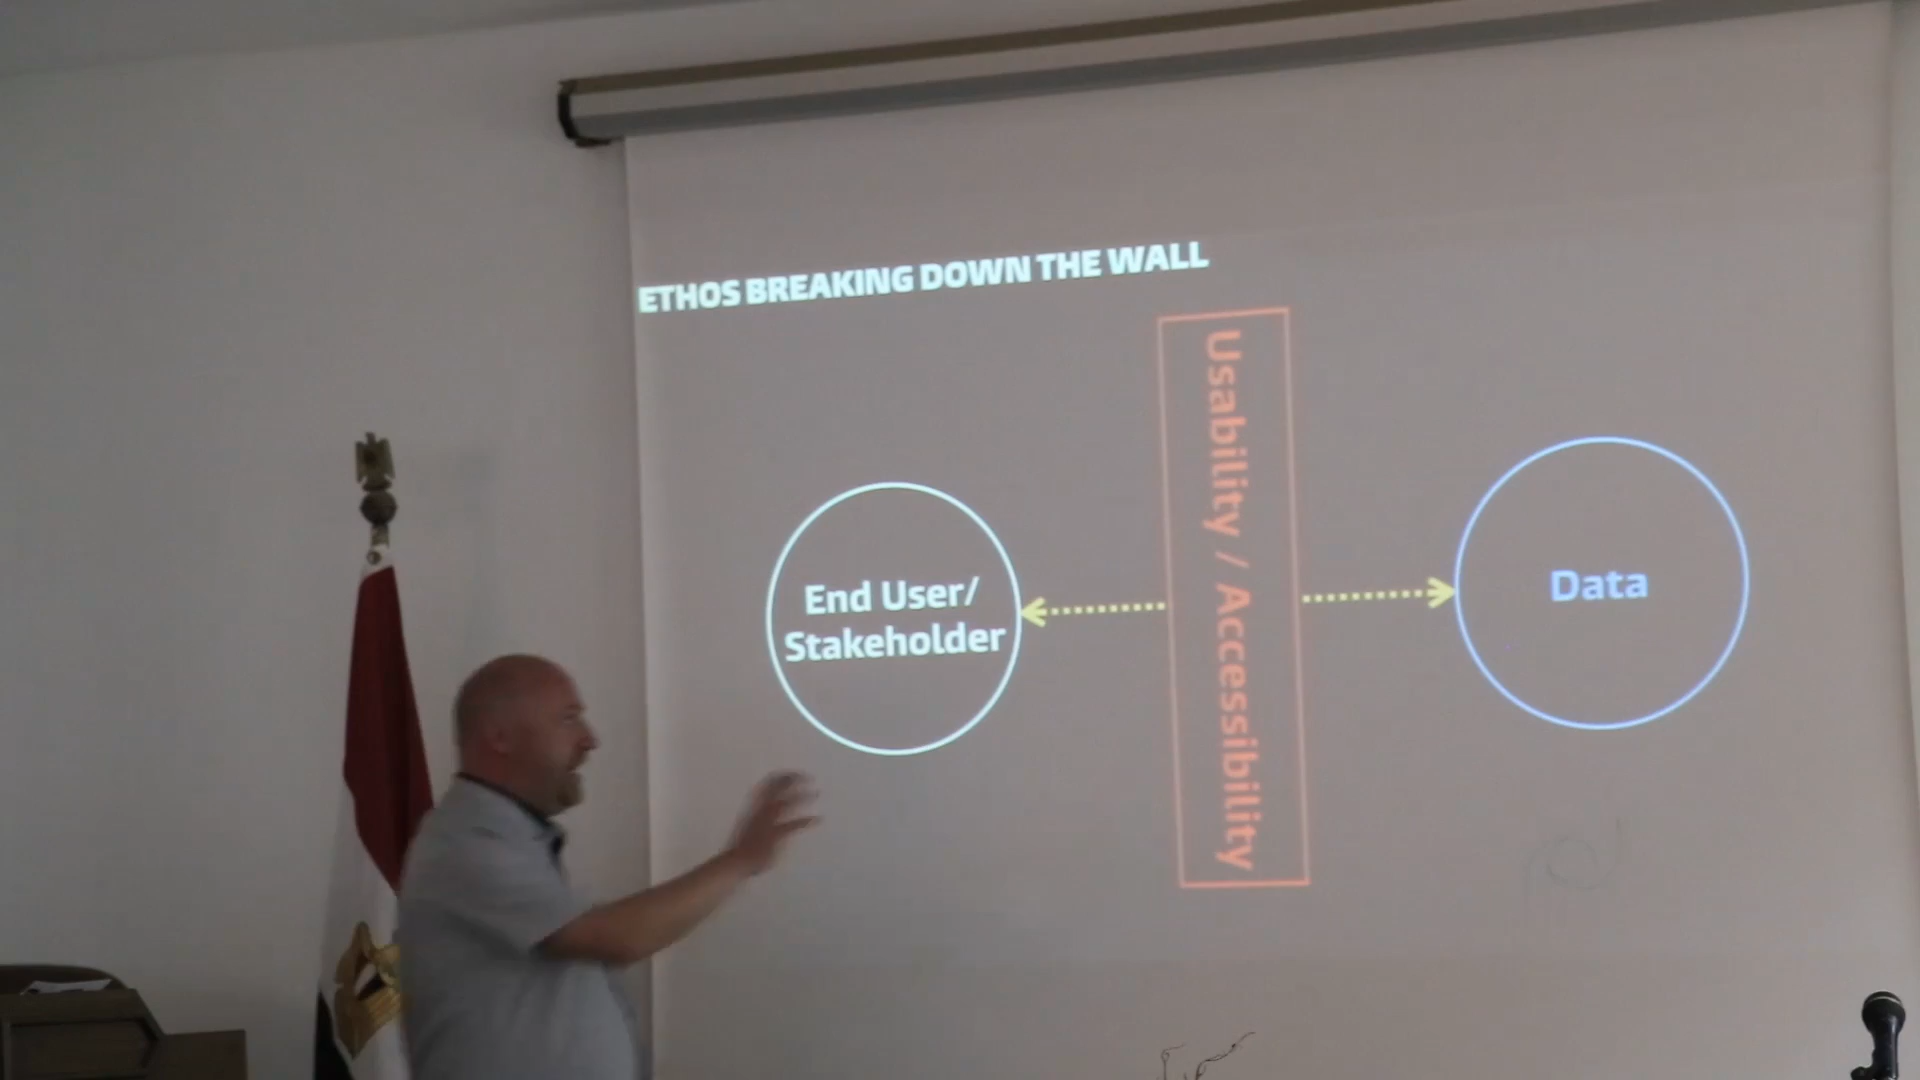 ETHOS BREAKING DOWN THE WALL
End User/
Stakeholder
Usability / Accessibility
Data